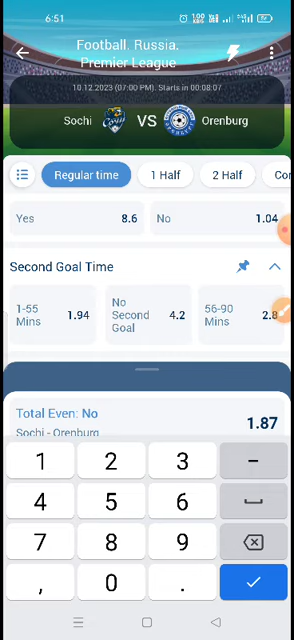 6:51
Football. Russia.
Premier League
10.12.2023 (07:00 PM). Starts in 00:08:07
Sochi VS Orenburg
Regular time 1 Half 2 Half
Yes 8.6 No 1.04
Second Goal Time
1-55 Mins 1.94
No Second Goal 4.2
56-90 Mins 2.8
Total Even: No 1.87
Sochi - Orenburg
1 2 3 -
4 5 6
7 8 9
, 0 .